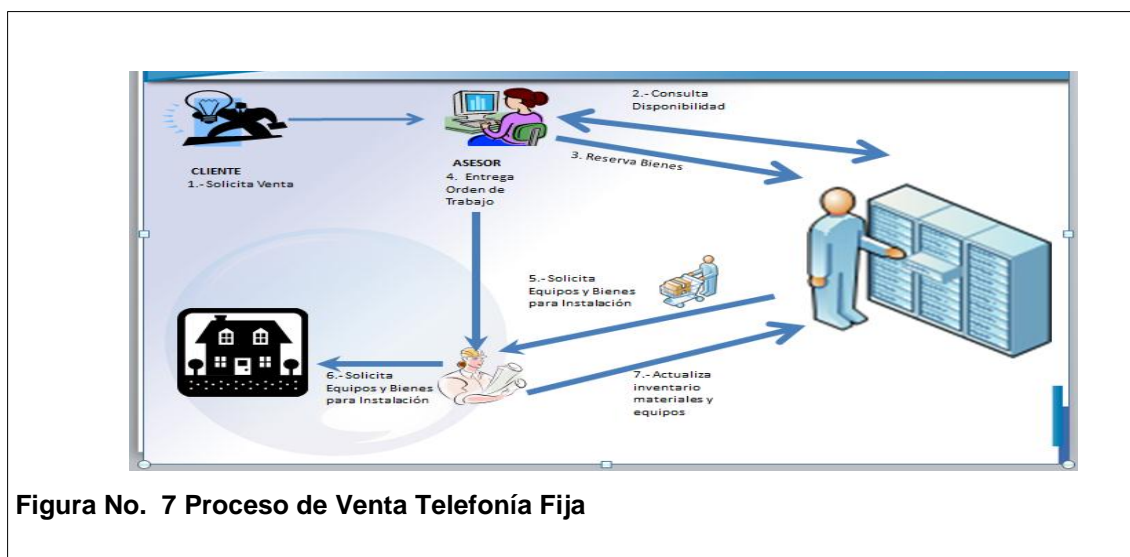 CLIENTE
1.-Solicita Venta
ASESOR
4. Entrega
Orden de
Trabajo
2.-Consulta
Disponibilidad
3. Reserva Bienes
5.-Solicita
Equipos y Bienes
para Instalación
6.-Solicita
Equipos y Bienes
para Instalación
7.-Actualiza
inventario
materiales y
equipos
Figura No. 7 Proceso de Venta Telefonía Fija